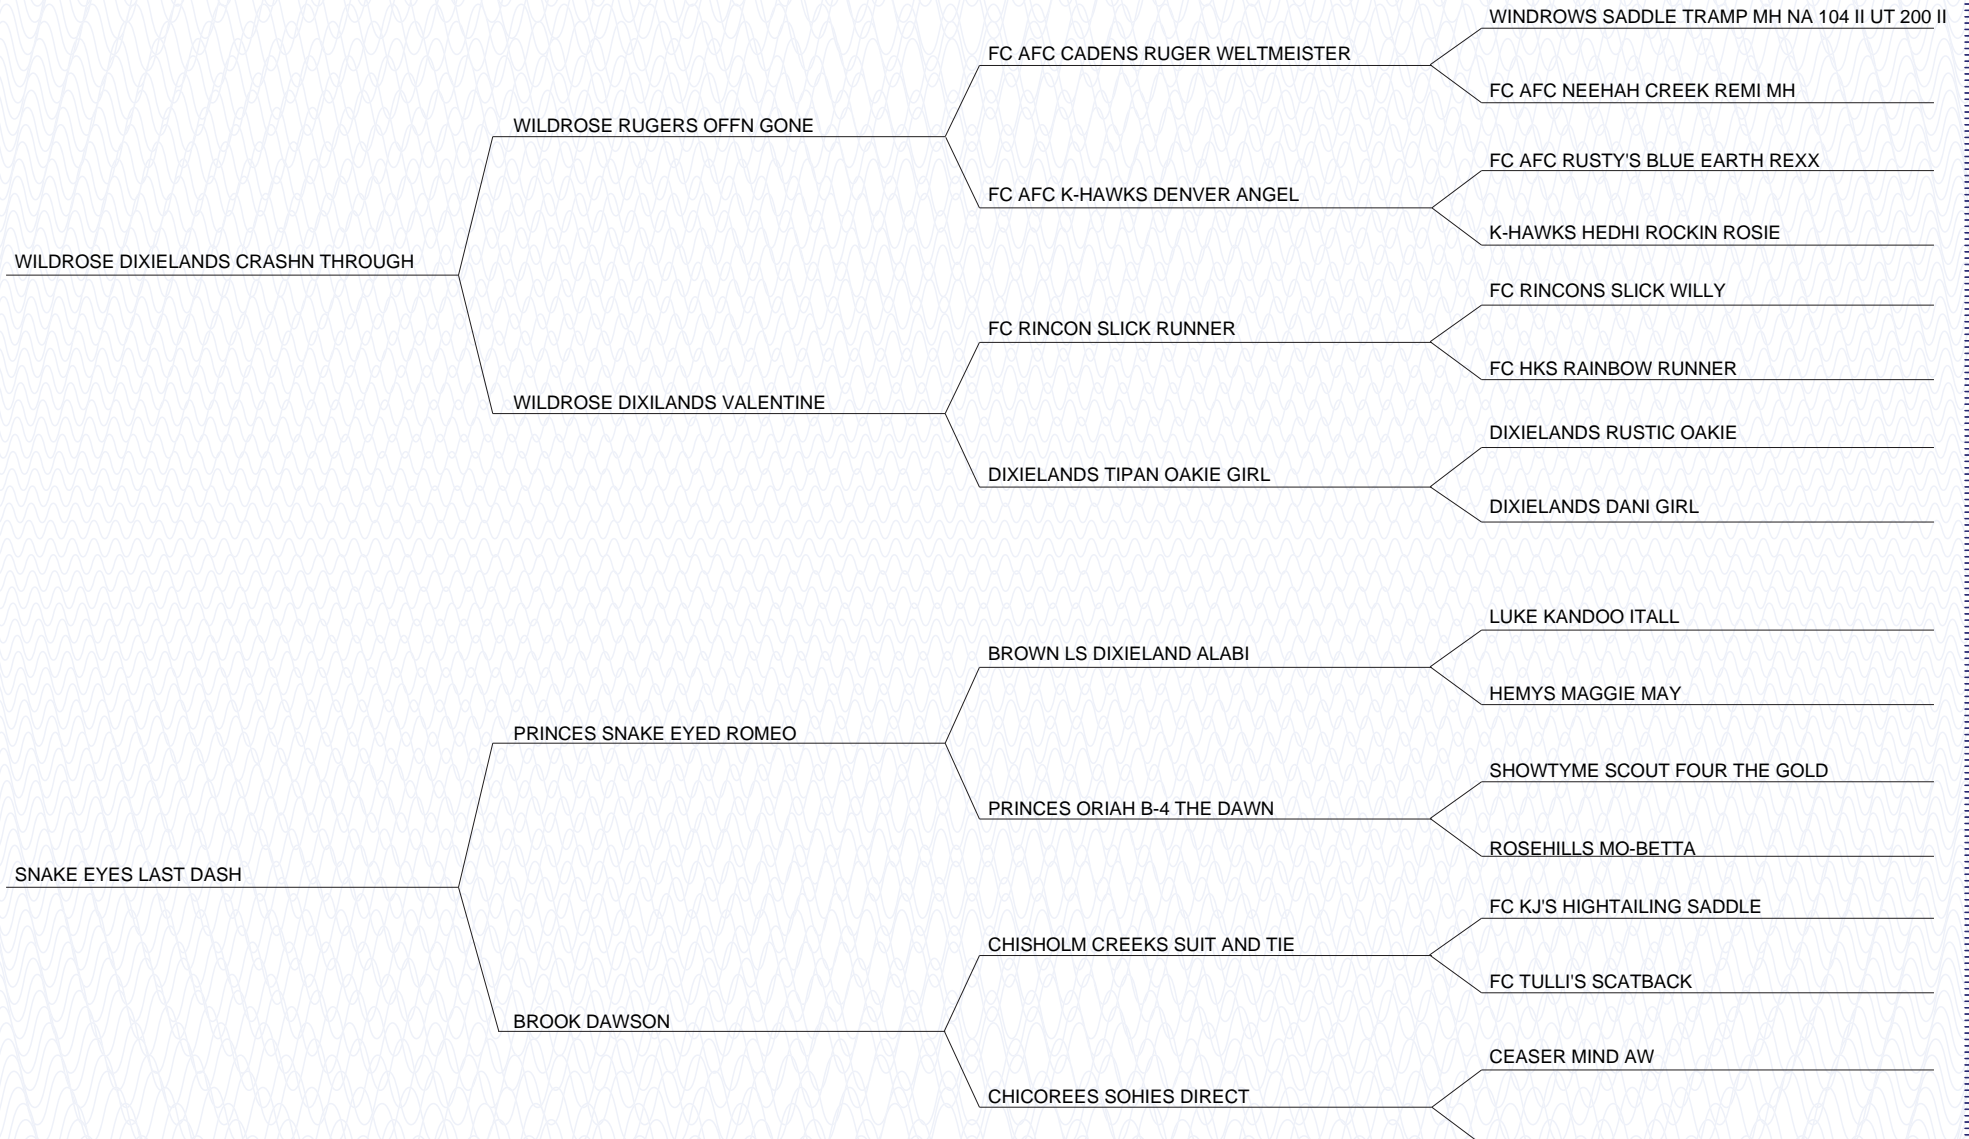 WINDROWS SADDLE TRAMP MH NA 104 II UT 200 II
FC AFC CADENS RUGER WELTMEISTER
FC AFC NEEHAH CREEK REMI MH
WILDROSE RUGERS OFFN GONE
FC AFC RUSTY'S BLUE EARTH REXX
FC AFC K-HAWKS DENVER ANGEL
K-HAWKS HEDHI ROCKIN ROSIE
WILDROSE DIXIELANDS CRASHN THROUGH
FC RINCONS SLICK WILLY
FC RINCON SLICK RUNNER
FC HKS RAINBOW RUNNER
WILDROSE DIXILANDS VALENTINE
DIXIELANDS RUSTIC OAKIE
DIXIELANDS TIPAN OAKIE GIRL
DIXIELANDS DANI GIRL
LUKE KANDOO ITALL
BROWN LS DIXIELAND ALABI
HEMYS MAGGIE MAY
PRINCES SNAKE EYED ROMEO
SHOWTYME SCOUT FOUR THE GOLD
PRINCES ORIAH B-4 THE DAWN
ROSEHILLS MO-BETTA
SNAKE EYES LAST DASH
FC KJ'S HIGHTAILING SADDLE
CHISHOLM CREEKS SUIT AND TIE
FC TULLI'S SCATBACK
BROOK DAWSON
CEASER MIND AW
CHICOREES SOHIES DIRECT